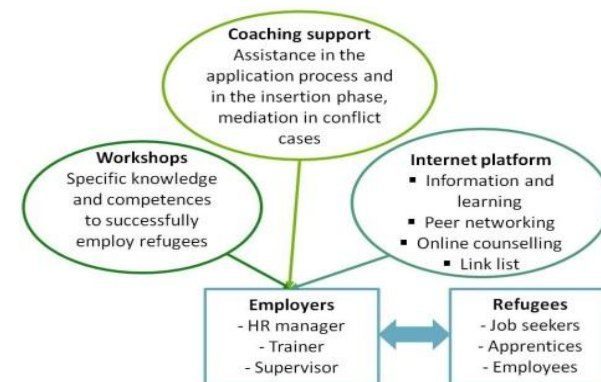 Coaching support
Assistance in the
application process and
in the insertion phase,
mediation in conflict
cases
Workshops
Specific knowledge
and competences
to successfully
employ refugees
Internet platform
▪ Information and
learning
▪ Peer networking
▪ Online counselling
▪ Link list
Employers
- HR manager
- Trainer
- Supervisor
Refugees
- Job seekers
- Apprentices
- Employees